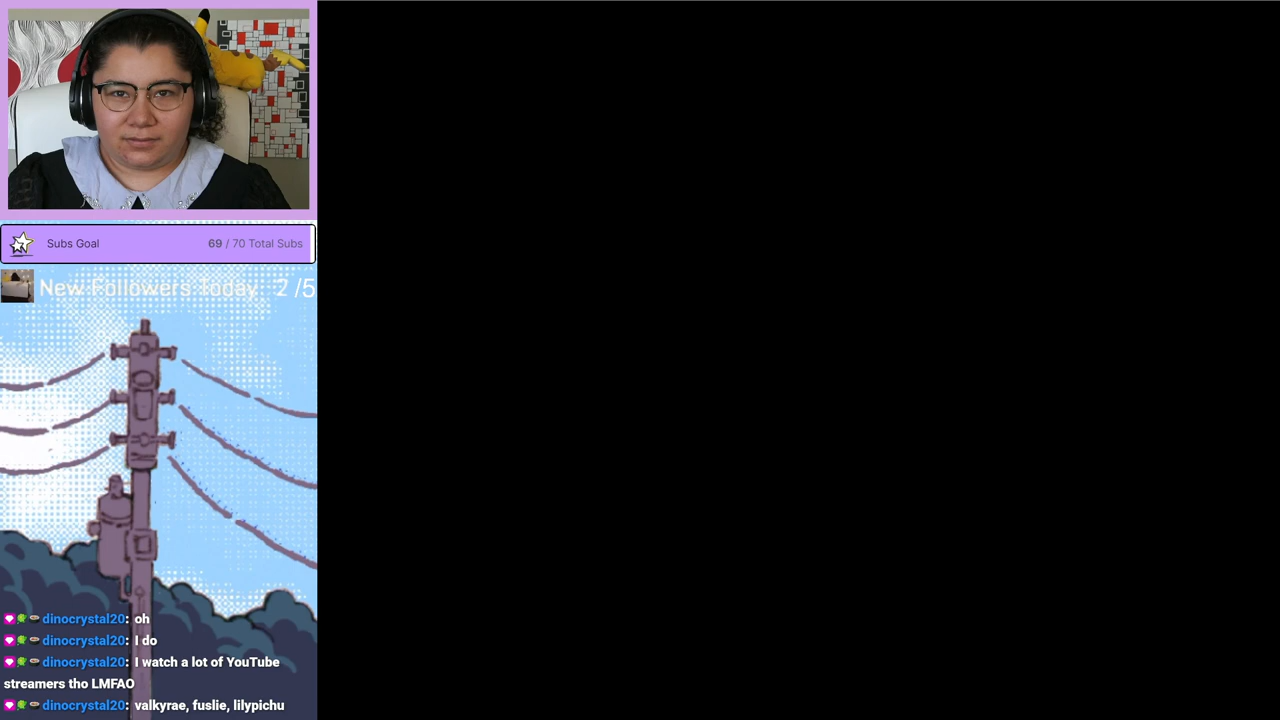 Subs Goal 69 / 70 Total Subs
New Followers Today 2 /5
dinocrystal20: oh
dinocrystal20: I do
dinocrystal20: I watch a lot of YouTube
streamers tho LMFAO
dinocrystal20: valkyrae, fuslie, lilypichu